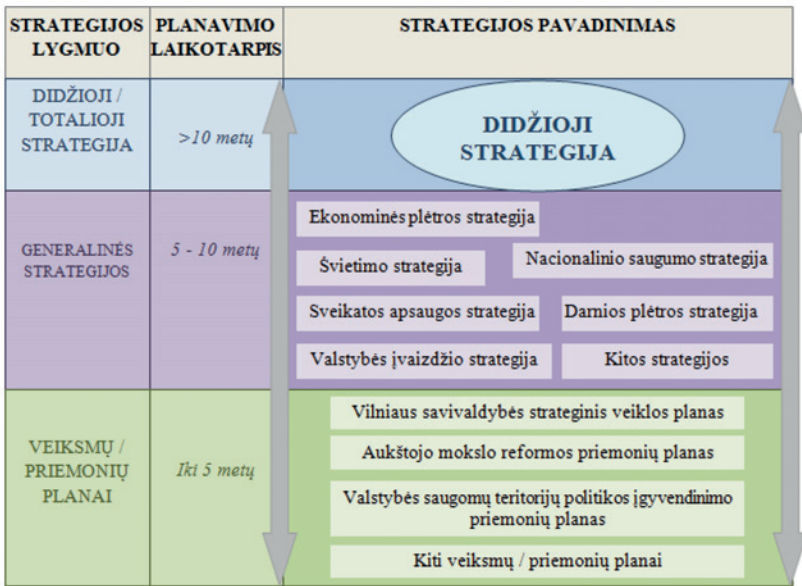 STRATEGIJOS
LYGMUO
PLANAVIMO
LAIKOTARPIS
STRATEGIJOS PAVADINIMAS
DIDŽIOJI /
TOTALIOJI
STRATEGIJA
>10 metų
DIDŽIOJI
STRATEGIJA
GENERALINĖS
STRATEGIJOS
5 - 10 metų
Ekonominės plėtros strategija
Švietimo strategija
Nacionalinio saugumo strategija
Sveikatos apsaugos strategija
Darnios plėtros strategija
Valstybės įvaizdžio strategija
Kitos strategijos
VEIKSMŲ /
PRIEMONIŲ
PLANAI
Iki 5 metų
Vilniaus savivaldybės strateginis veiklos planas
Aukštojo mokslo reformos priemonių planas
Valstybės saugomų teritorijų politikos įgyvendinimo
priemonių planas
Kiti veiksmų / priemonių planai